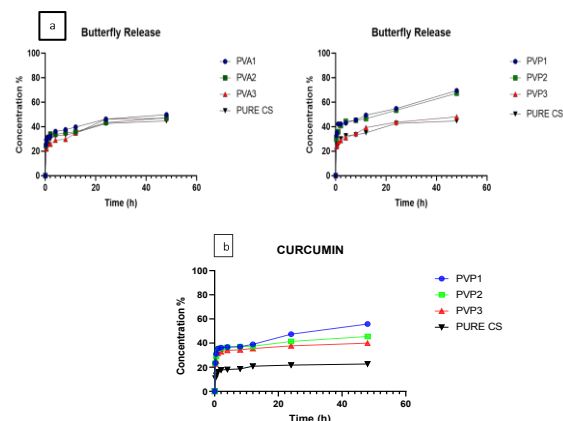 a
Butterfly Release
Concentration %
100
80
60
40
20
0
0
20
40
60
Time (h)
PVA1
PVA2
PVA3
PURE CS
Butterfly Release
Concentration %
100
80
60
40
20
0
0
20
40
60
Time (h)
PVP1
PVP2
PVP3
PURE CS
b
CURCUMIN
Concentration %
100
80
60
40
20
0
0
20
40
60
Time (h)
PVP1
PVP2
PVP3
PURE CS